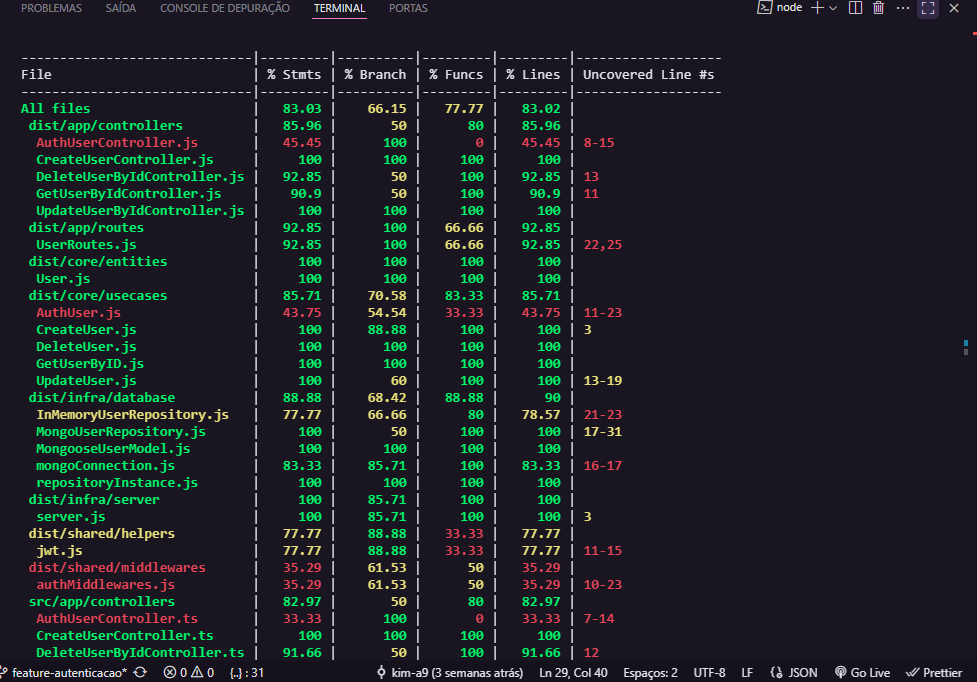 PROBLEMAS SAÍDA CONSOLE DE DEPURAÇÃO TERMINAL PORTAS node
-----------------------------|---------|----------|---------|---------|-------------------
File | % Stmts | % Branch | % Funcs | % Lines | Uncovered Line #s
-----------------------------|---------|----------|---------|---------|-------------------
All files | 83.03 | 66.15 | 77.77 | 83.02 |
dist/app/controllers | 85.96 | 50 | 80 | 85.96 |
AuthUserController.js | 45.45 | 100 | 0 | 45.45 | 8-15
CreateUserController.js | 100 | 100 | 100 | 100 |
DeleteUserByIdController.js | 92.85 | 50 | 100 | 92.85 | 13
GetUserByIdController.js | 90.9 | 50 | 100 | 90.9 | 11
UpdateUserByIdController.js | 100 | 100 | 100 | 100 |
dist/app/routes | 92.85 | 100 | 66.66 | 92.85 |
UserRoutes.js | 92.85 | 100 | 66.66 | 92.85 | 22,25
dist/core/entities | 100 | 100 | 100 | 100 |
User.js | 100 | 100 | 100 | 100 |
dist/core/usecases | 85.71 | 70.58 | 83.33 | 85.71 |
AuthUser.js | 43.75 | 54.54 | 33.33 | 43.75 | 11-23
CreateUser.js | 100 | 88.88 | 100 | 100 | 3
DeleteUser.js | 100 | 100 | 100 | 100 |
GetUserByID.js | 100 | 100 | 100 | 100 |
UpdateUser.js | 100 | 60 | 100 | 100 | 13-19
dist/infra/database | 88.88 | 68.42 | 88.88 | 90 |
InMemoryUserRepository.js | 77.77 | 66.66 | 80 | 78.57 | 21-23
MongoUserRepository.js | 100 | 50 | 100 | 100 | 17-31
MongooseUserModel.js | 100 | 100 | 100 | 100 |
mongoConnection.js | 83.33 | 85.71 | 100 | 83.33 | 16-17
repositoryInstance.js | 100 | 100 | 100 | 100 |
dist/infra/server | 100 | 85.71 | 100 | 100 |
server.js | 100 | 85.71 | 100 | 100 | 3
dist/shared/helpers | 77.77 | 88.88 | 33.33 | 77.77 |
jwt.js | 77.77 | 88.88 | 33.33 | 77.77 | 11-15
dist/shared/middlewares | 35.29 | 61.53 | 50 | 35.29 |
authMiddlewares.js | 35.29 | 61.53 | 50 | 35.29 | 10-23
src/app/controllers | 82.97 | 50 | 80 | 82.97 |
AuthUserController.ts | 33.33 | 100 | 0 | 33.33 | 7-14
CreateUserController.ts | 100 | 100 | 100 | 100 |
DeleteUserByIdController.ts | 91.66 | 50 | 100 | 91.66 | 12
feature-autenticacao* 0 0 {..} : 31 kim-a9 (3 semanas atrás) Ln 29, Col 40 Espaços: 2 UTF-8 LF JSON Go Live Prettier